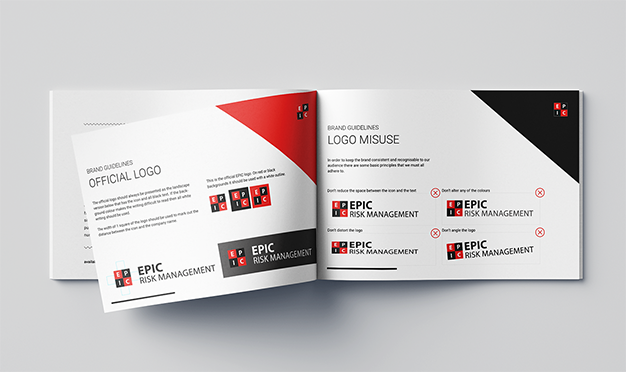 E P
I C
BRAND GUIDELINES
OFFICIAL LOGO
The official logo should always be presented as the landscape
version below that has the icon and all black text. If the back
ground colour makes the writing difficult to read then all white
writing should be used
The width of 1 square of the logo should be used to mark out the
distance between the icon and the company name.
This is the official EPIC logo. On red or black
backgrounds it should be used with a white outline
E P
I C
E P
I C
E P
I C
E P
I C
EPIC
RISK MANAGEMENT
E P
I C
EPIC
RISK MANAGEMENT
availa
E P
I C
BRAND GUIDELINES
LOGO MISUSE
In order to keep the brand consistent and recognisable to our
audience there are some basic principles that we must all
adhere to.
Don't reduce the space between the icon and the text
E P
I C
EPIC
RISK MANAGEMENT
Don't alter any of the colours
E P
I C
EPIC
RISK MANAGEMENT
Don't distort the logo
E P
I C
EPIC
RISK MANAGEMENT
Don't angle the logo
E P
I C
EPIC
RISK MANAGEMENT